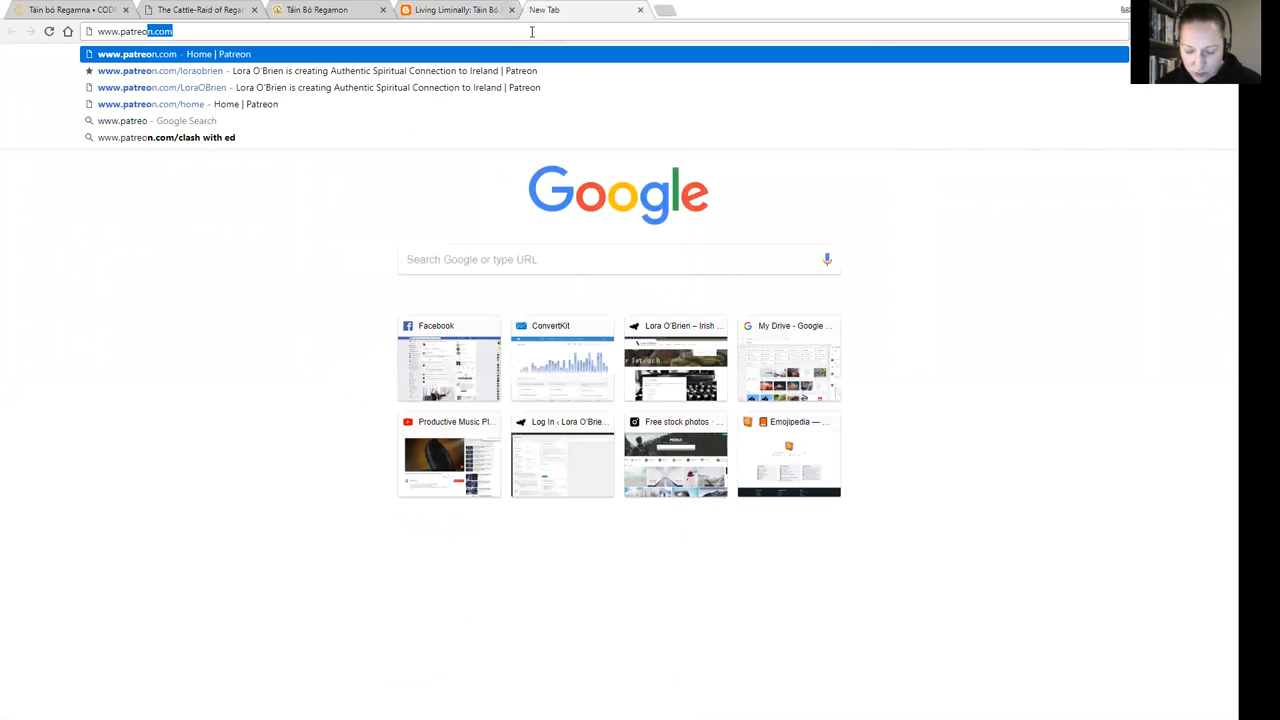 Táin bó Regamna • COD
The Cattle-Raid of Regar
Táin Bó Regamon
Living Liminally: Táin Bó
New Tab
www.patreon.com
www.patreon.com - Home | Patreon
www.patreon.com/loraobrien - Lora O'Brien is creating Authentic Spiritual Connection to Ireland | Patreon
www.patreon.com/LoraOBrien - Lora O'Brien is creating Authentic Spiritual Connection to Ireland | Patreon
www.patreon.com/home - Home | Patreon
www.patreo - Google Search
www.patreon.com/clash with ed
Google
Search Google or type URL
Facebook
ConvertKit
Lora O'Brien – Irish ...
My Drive - Google ...
Productive Music Pl...
Log In ‹ Lora O'Brie...
Free stock photos · ...
Emojipedia — ...